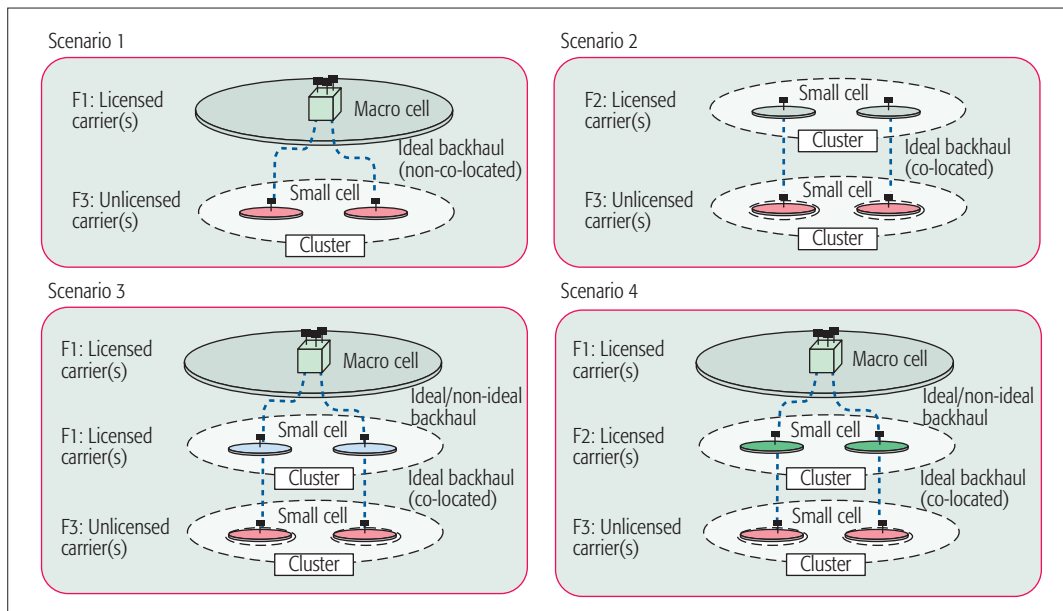 Scenario 1
F1: Licensed
carrier(s)
Macro cell
Ideal backhaul
(non-co-located)
F3: Unlicensed
carrier(s)
Small cell
Cluster
Scenario 2
F2: Licensed
carrier(s)
Small cell
Cluster
Ideal backhaul
(co-located)
F3: Unlicensed
carrier(s)
Small cell
Cluster
Scenario 3
F1: Licensed
carrier(s)
Macro cell
Ideal/non-ideal
backhaul
F1: Licensed
carrier(s)
Small cell
Cluster
Ideal backhaul
(co-located)
F3: Unlicensed
carrier(s)
Small cell
Cluster
Scenario 4
F1: Licensed
carrier(s)
Macro cell
Ideal/non-ideal
backhaul
F2: Licensed
carrier(s)
Small cell
Cluster
Ideal backhaul
(co-located)
F3: Unlicensed
carrier(s)
Small cell
Cluster